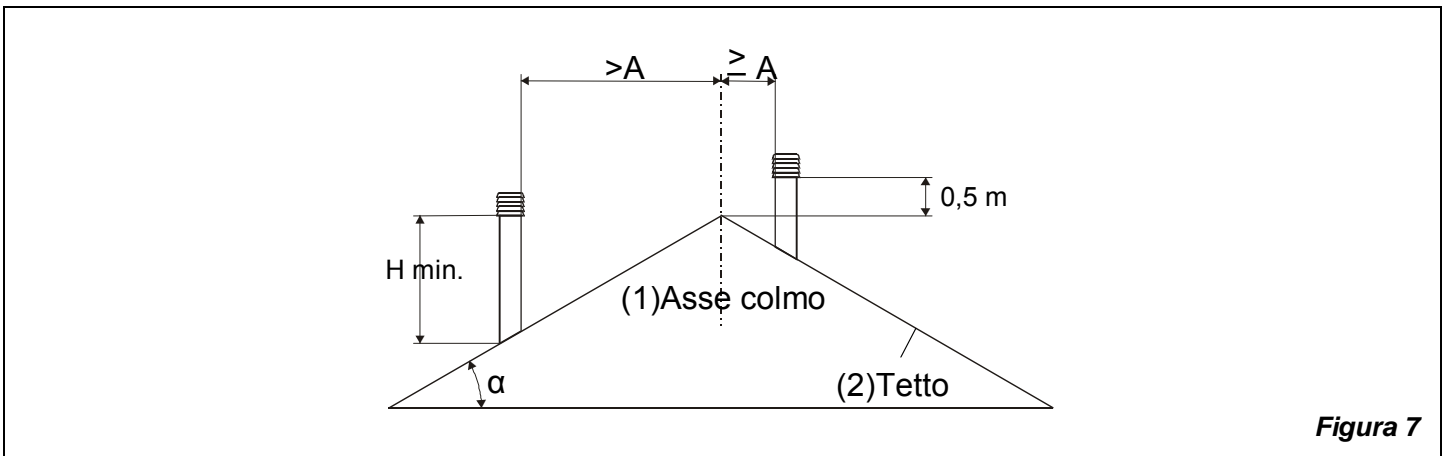 >A
≥ A
0,5 m
H min.
(1)Asse colmo
α
(2)Tetto
Figura 7